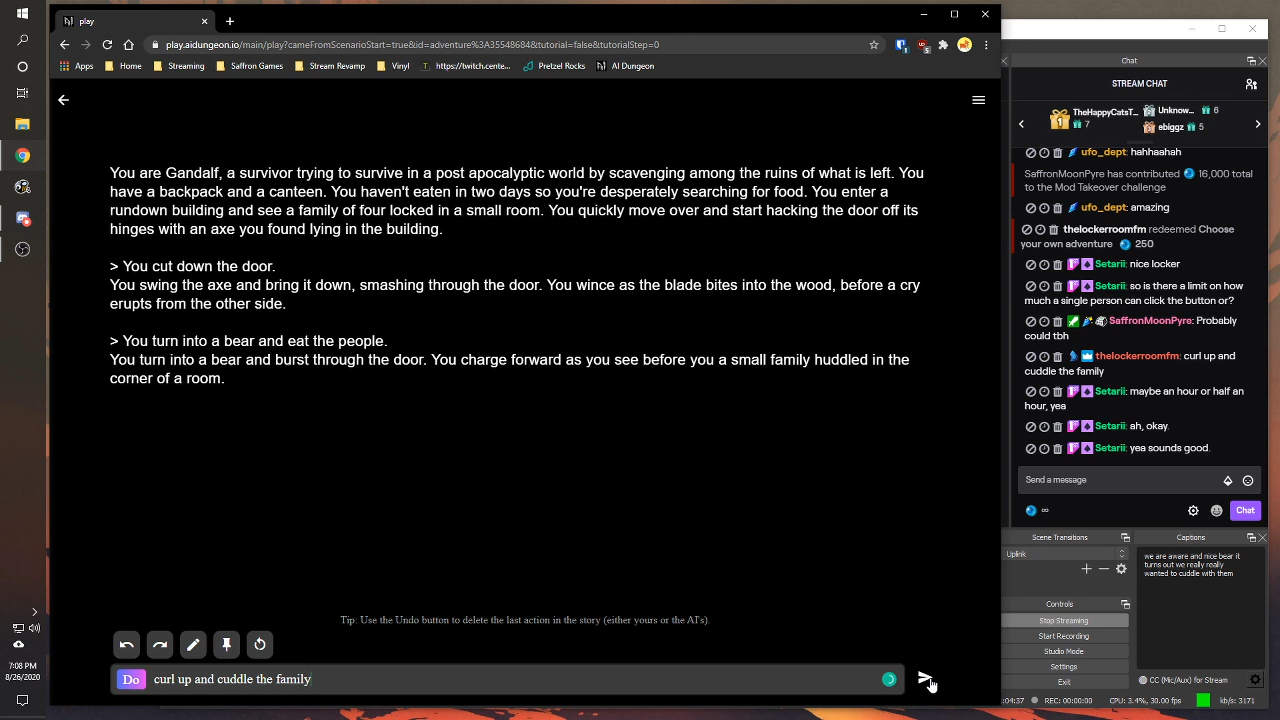 play
play.aidungeon.io/main/play?cameFromScenarioStart=true&id=adventure%3A35548684&tutorial=false&tutorialStep=0
Apps Home Streaming Saffron Games Stream Revamp Vinyl https://twitch.cente... Pretzel Rocks AI Dungeon
You are Gandalf, a survivor trying to survive in a post apocalyptic world by scavenging among the ruins of what is left. You
have a backpack and a canteen. You haven't eaten in two days so you're desperately searching for food. You enter a
rundown building and see a family of four locked in a small room. You quickly move over and start hacking the door off its
hinges with an axe you found lying in the building.
> You cut down the door.
You swing the axe and bring it down, smashing through the door. You wince as the blade bites into the wood, before a cry
erupts from the other side.
> You turn into a bear and eat the people.
You turn into a bear and burst through the door. You charge forward as you see before you a small family huddled in the
corner of a room.
Tip: Use the Undo button to delete the last action in the story (either yours or the AI's).
Do curl up and cuddle the family
Chat
STREAM CHAT
1 TheHappyCatsT... 7
Unknow... 6
ebiggz 5
ufo_dept: hahhaahah
SaffronMoonPyre has contributed 16,000 total
to the Mod Takeover challenge
ufo_dept: amazing
thelockerroomfm redeemed Choose
your own adventure 250
Setarii: nice locker
Setarii: so is there a limit on how
much a single person can click the button or?
SaffronMoonPyre: Probably
could tbh
thelockerroomfm: curl up and
cuddle the family
Setarii: maybe an hour or half an
hour, yea
Setarii: ah, okay.
Setarii: yea sounds good.
Send a message
∞ Chat
Scene Transitions
Uplink
Controls
Stop Streaming
Start Recording
Studio Mode
Settings
Exit
Captions
we are aware and nice bear it
turns out we really really
wanted to cuddle with them
CC (Mic/Aux) for Stream
:04:37 REC: 00:00:00 CPU: 3.4%, 30.00 fps kb/s: 3171
7:08 PM
8/26/2020